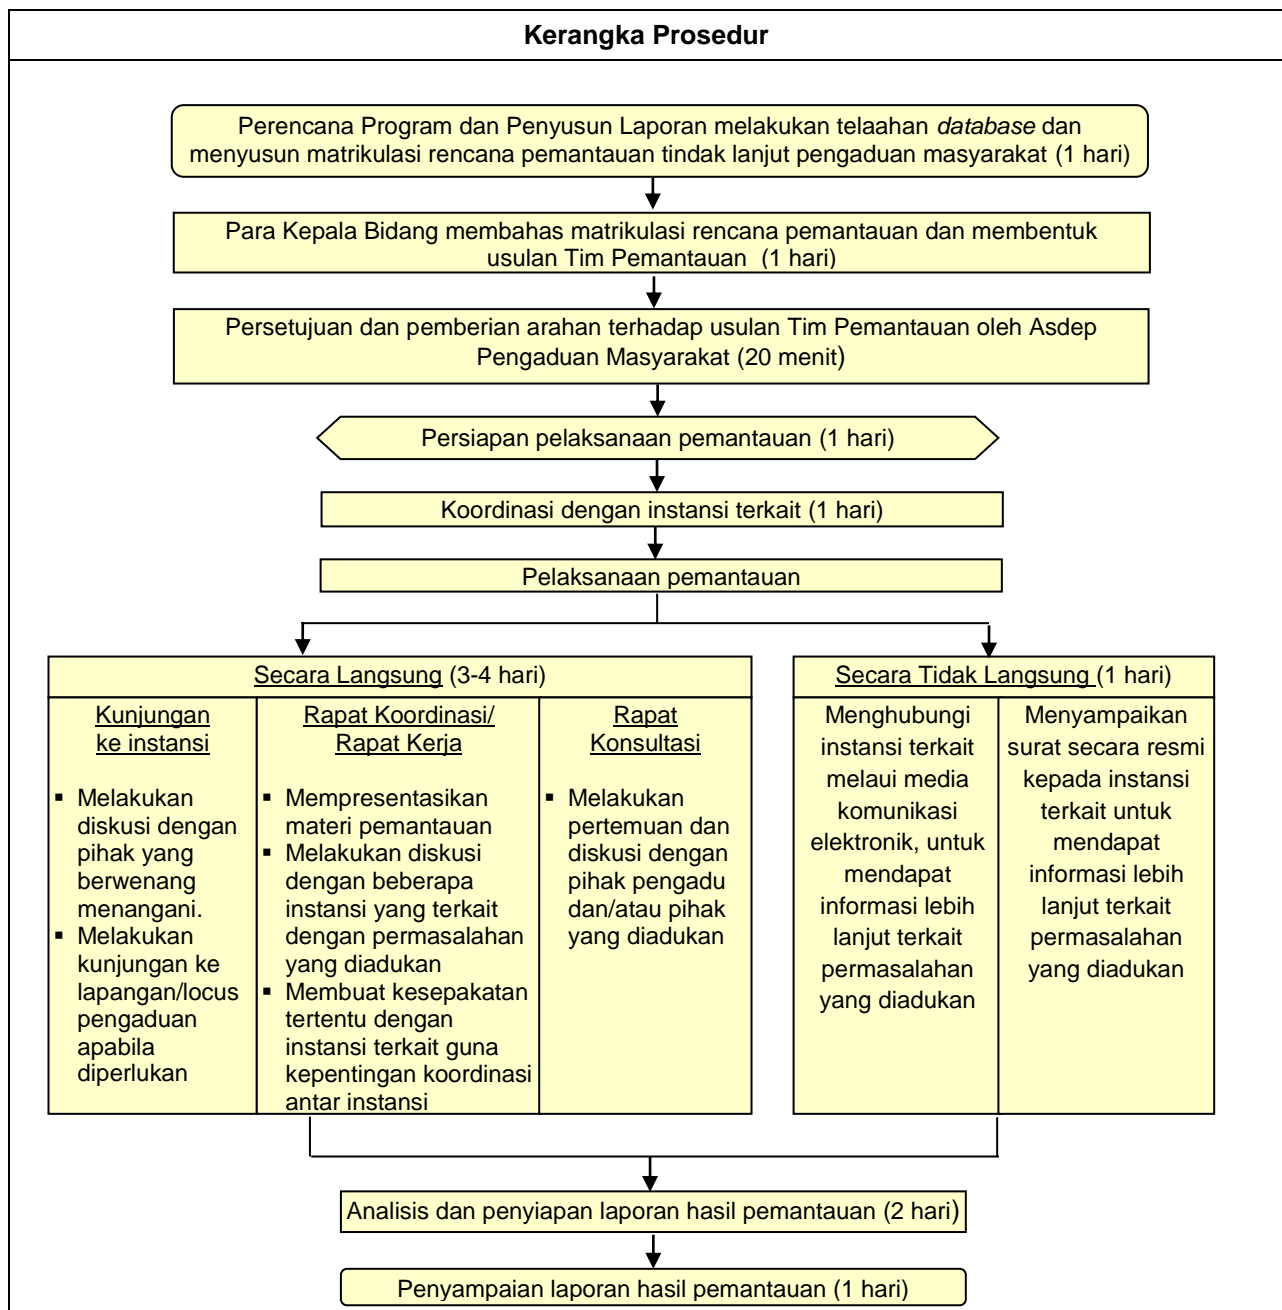 Kerangka Prosedur
Perencana Program dan Penyusun Laporan melakukan telaahan database dan
menyusun matrikulasi rencana pemantauan tindak lanjut pengaduan masyarakat (1 hari)
Para Kepala Bidang membahas matrikulasi rencana pemantauan dan membentuk
usulan Tim Pemantauan (1 hari)
Persetujuan dan pemberian arahan terhadap usulan Tim Pemantauan oleh Asdep
Pengaduan Masyarakat (20 menit)
Persiapan pelaksanaan pemantauan (1 hari)
Koordinasi dengan instansi terkait (1 hari)
Pelaksanaan pemantauan
Secara Langsung (3-4 hari)
Kunjungan
ke instansi
▪ Melakukan
diskusi dengan
pihak yang
berwenang
menangani.
▪ Melakukan
kunjungan ke
lapangan/locus
pengaduan
apabila
diperlukan
Rapat Koordinasi/
Rapat Kerja
▪ Mempresentasikan
materi pemantauan
▪ Melakukan diskusi
dengan beberapa
instansi yang terkait
dengan permasalahan
yang diadukan
▪ Membuat kesepakatan
tertentu dengan
instansi terkait guna
kepentingan koordinasi
antar instansi
Rapat
Konsultasi
▪ Melakukan
pertemuan dan
diskusi dengan
pihak pengadu
dan/atau pihak
yang diadukan
Secara Tidak Langsung (1 hari)
Menghubungi
instansi terkait
melaui media
komunikasi
elektronik, untuk
mendapat
informasi lebih
lanjut terkait
permasalahan
yang diadukan
Menyampaikan
surat secara resmi
kepada instansi
terkait untuk
mendapat
informasi lebih
lanjut terkait
permasalahan
yang diadukan
Analisis dan penyiapan laporan hasil pemantauan (2 hari)
Penyampaian laporan hasil pemantauan (1 hari)